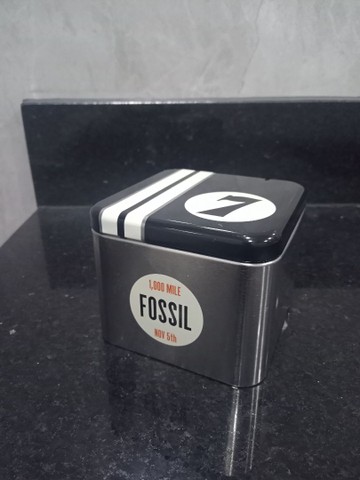 7
1,000 MILE
FOSSIL
NOV 5th